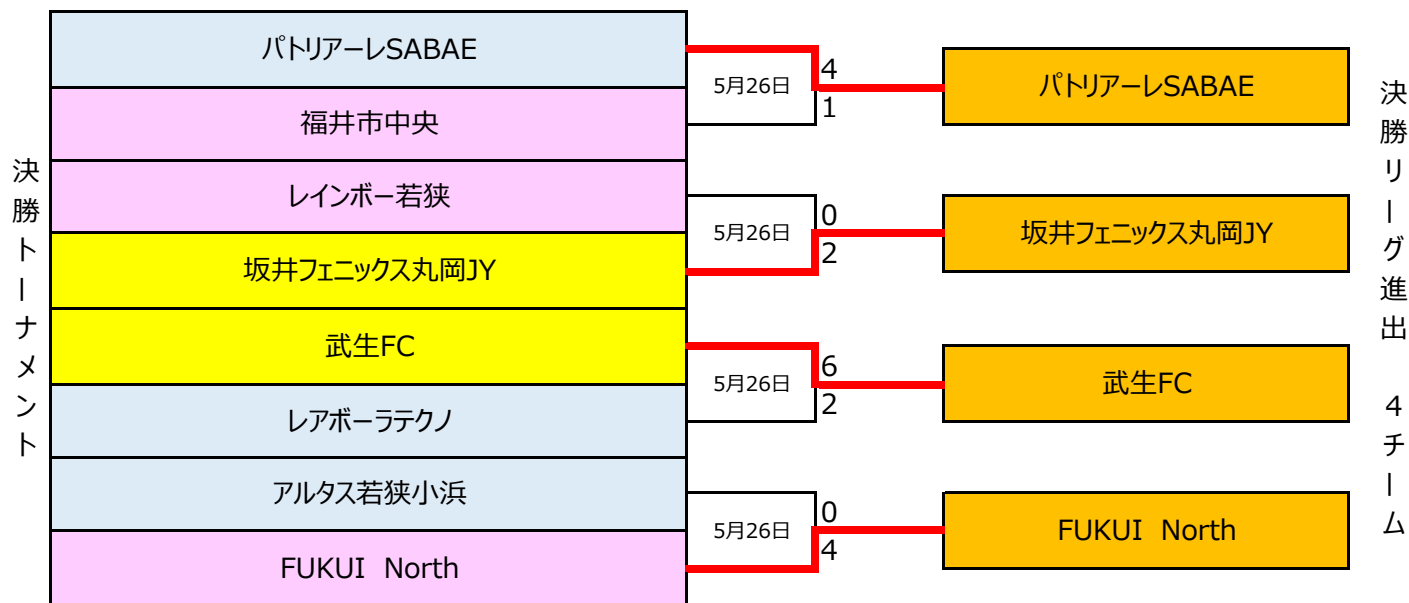 決勝トーナメント
パトリアーレSABAE
福井市中央
レインボー若狭
坂井フェニックス丸岡JY
武生FC
レアボーラテクノ
アルタス若狭小浜
FUKUI　North
5月26日
4
1
5月26日
0
2
5月26日
6
2
5月26日
0
4
パトリアーレSABAE
坂井フェニックス丸岡JY
武生FC
FUKUI　North
決勝リーグ進出　4チーム